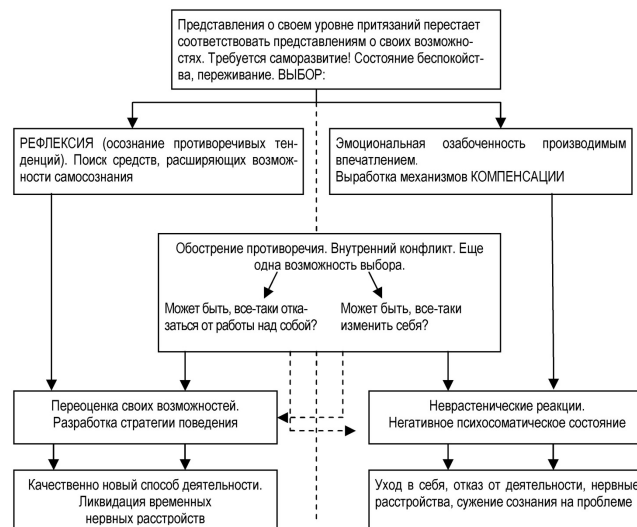 Представления о своем уровне притязаний перестает
соответствовать представлениям о своих возможно-
стях. Требуется саморазвитие! Состояние беспокойст-
ва, переживание. ВЫБОР:
РЕФЛЕКСИЯ (осознание противоречивых тен-
денций). Поиск средств, расширяющих возмож-
ности самосознания
Эмоциональная озабоченность производимым
впечатлением.
Выработка механизмов КОМПЕНСАЦИИ
Обострение противоречия. Внутренний конфликт. Еще
одна возможность выбора.
Может быть, все-таки отка-
заться от работы над собой?
Может быть, все-таки
изменить себя?
Переоценка своих возможностей.
Разработка стратегии поведения
Неврастенические реакции.
Негативное психосоматическое состояние
Качественно новый способ деятельности.
Ликвидация временных
нервных расстройств
Уход в себя, отказ от деятельности, нервные
расстройства, сужение сознания на проблеме